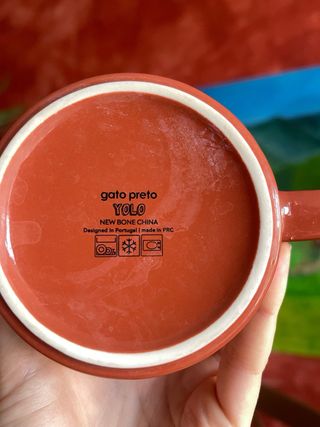 gato preto
YOLO
NEW BONE CHINA
Designed in Portugal | made in PRC